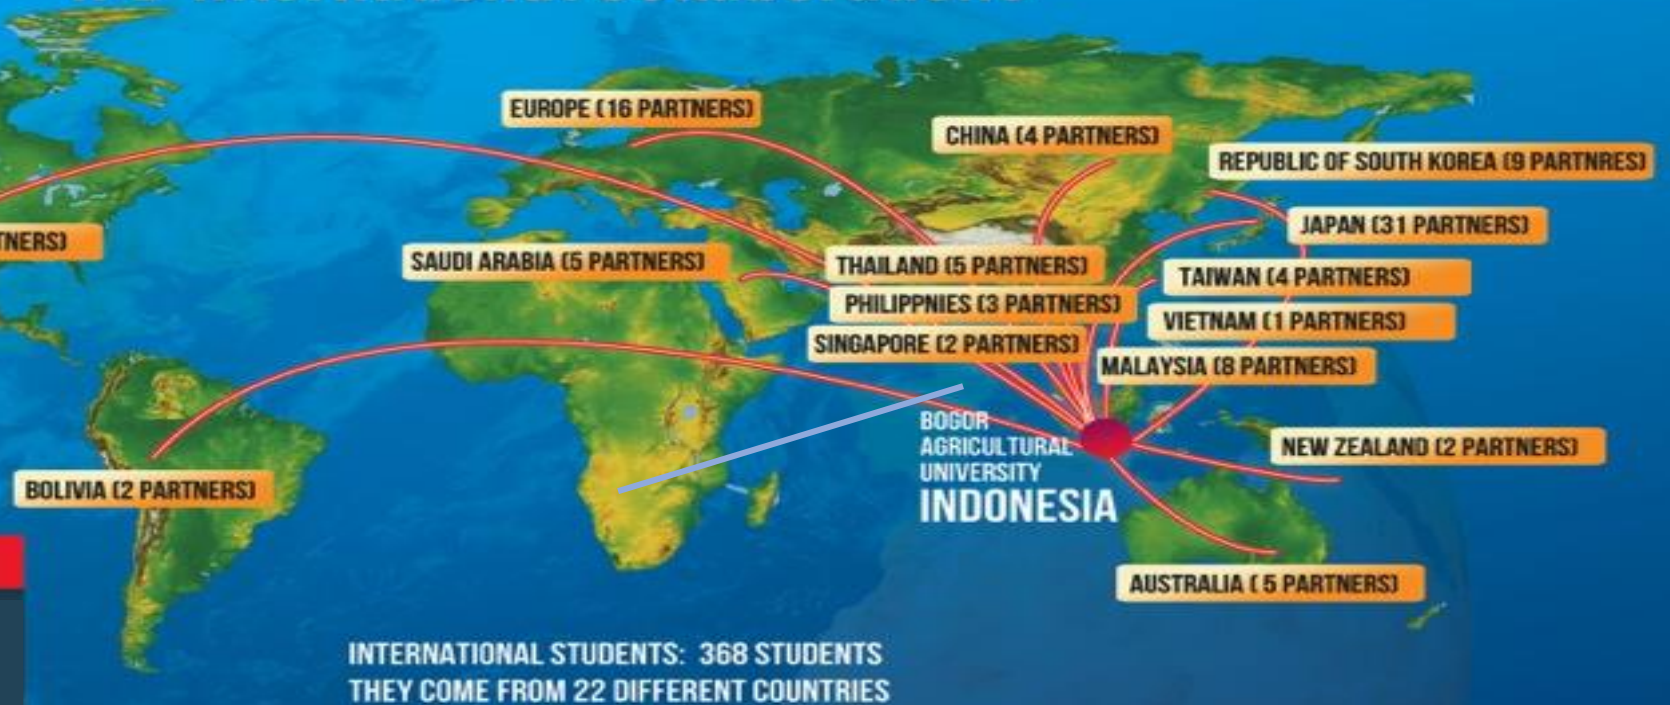 EUROPE (16 PARTNERS)
CHINA (4 PARTNERS)
REPUBLIC OF SOUTH KOREA (9 PARTNRES)
JAPAN (31 PARTNERS)
TNERS)
SAUDI ARABIA (5 PARTNERS)
THAILAND (5 PARTNERS)
TAIWAN (4 PARTNERS)
PHILIPPNIES (3 PARTNERS)
VIETNAM (1 PARTNERS)
SINGAPORE (2 PARTNERS)
MALAYSIA (8 PARTNERS)
BOGOR
AGRICULTURAL
UNIVERSITY
INDONESIA
NEW ZEALAND (2 PARTNERS)
BOLIVIA (2 PARTNERS)
AUSTRALIA ( 5 PARTNERS)
INTERNATIONAL STUDENTS: 368 STUDENTS
THEY COME FROM 22 DIFFERENT COUNTRIES